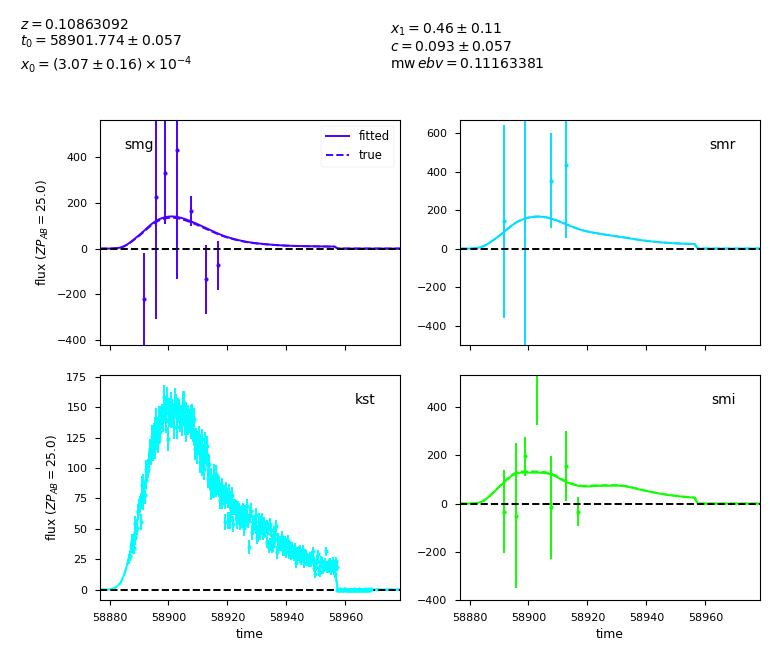 z = 0.10863092
t₀ = 58901.774 ± 0.057
x₀ = (3.07 ± 0.16) × 10⁻⁴
x₁ = 0.46 ± 0.11
c = 0.093 ± 0.057
mw ebv = 0.11163381
smg
fitted
true
400
200
0
−200
−400
flux (ZP_AB = 25.0)
smr
600
400
200
0
−200
−400
kst
175
150
125
100
75
50
25
0
flux (ZP_AB = 25.0)
58880 58900 58920 58940 58960
time
smi
400
200
0
−200
−400
58880 58900 58920 58940 58960
time